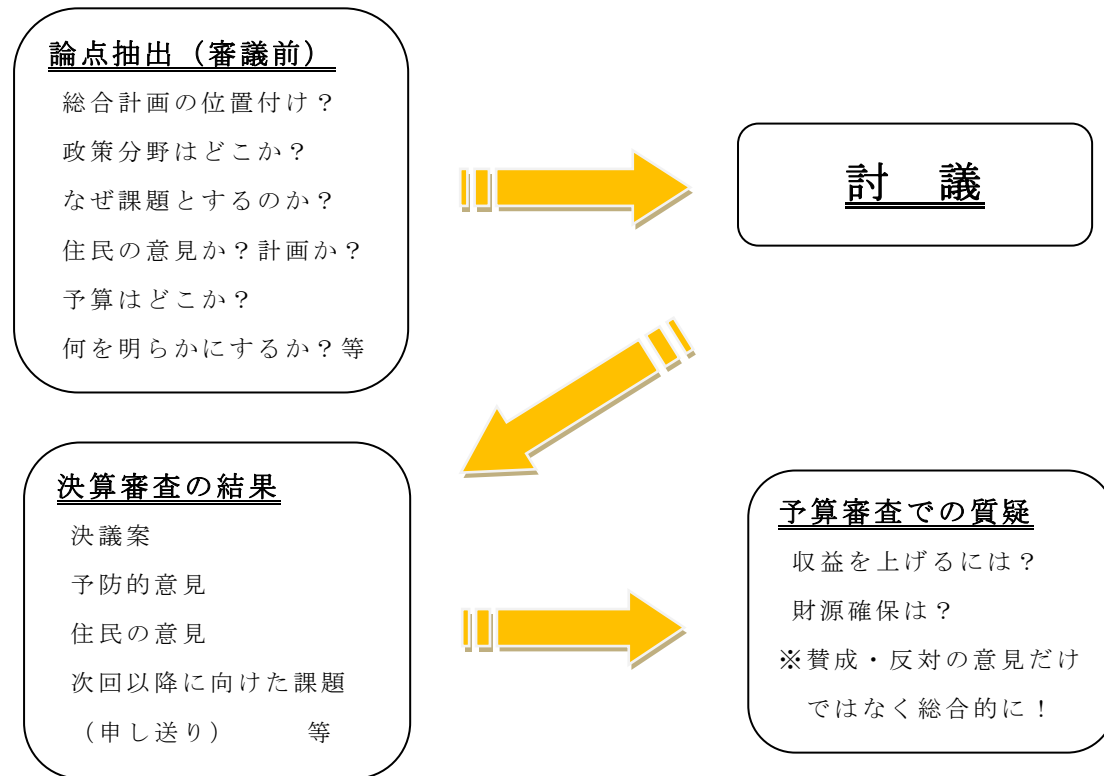 論点抽出（審議前）
総合計画の位置付け？
政策分野はどこか？
なぜ課題とするのか？
住民の意見か？計画か？
予算はどこか？
何を明らかにするか？等
討　議
決算審査の結果
決議案
予防的意見
住民の意見
次回以降に向けた課題
（申し送り）　　等
予算審査での質疑
収益を上げるには？
財源確保は？
※賛成・反対の意見だけ
ではなく総合的に！